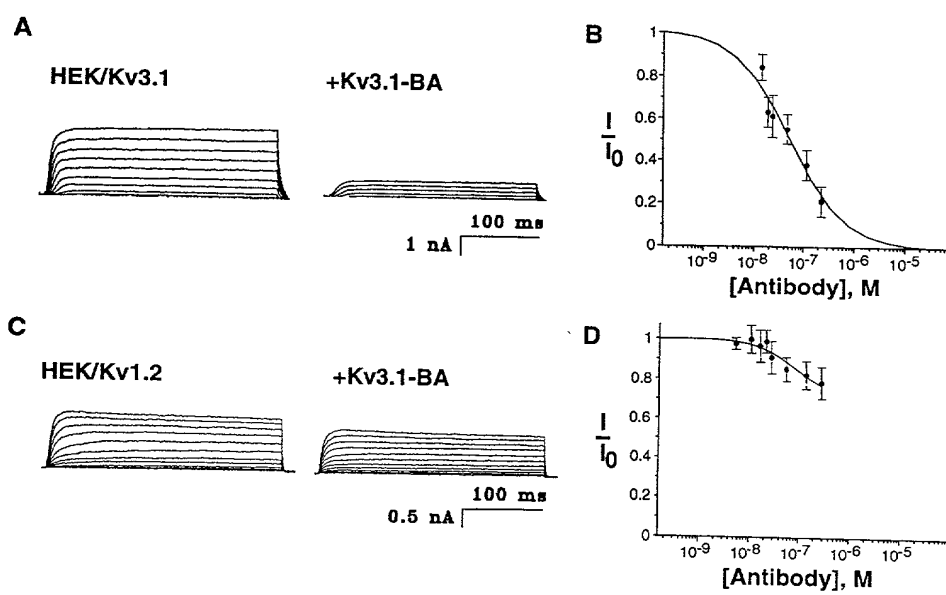 A
HEK/Kv3.1
+Kv3.1-BA
100 ms
1 nA
B
I
I0
1
0.8
0.6
0.4
0.2
0
10-9
10-8
10-7
10-6
10-5
[Antibody], M
C
HEK/Kv1.2
+Kv3.1-BA
100 ms
0.5 nA
D
I
I0
1
0.8
0.6
0.4
0.2
0
10-9
10-8
10-7
10-6
10-5
[Antibody], M